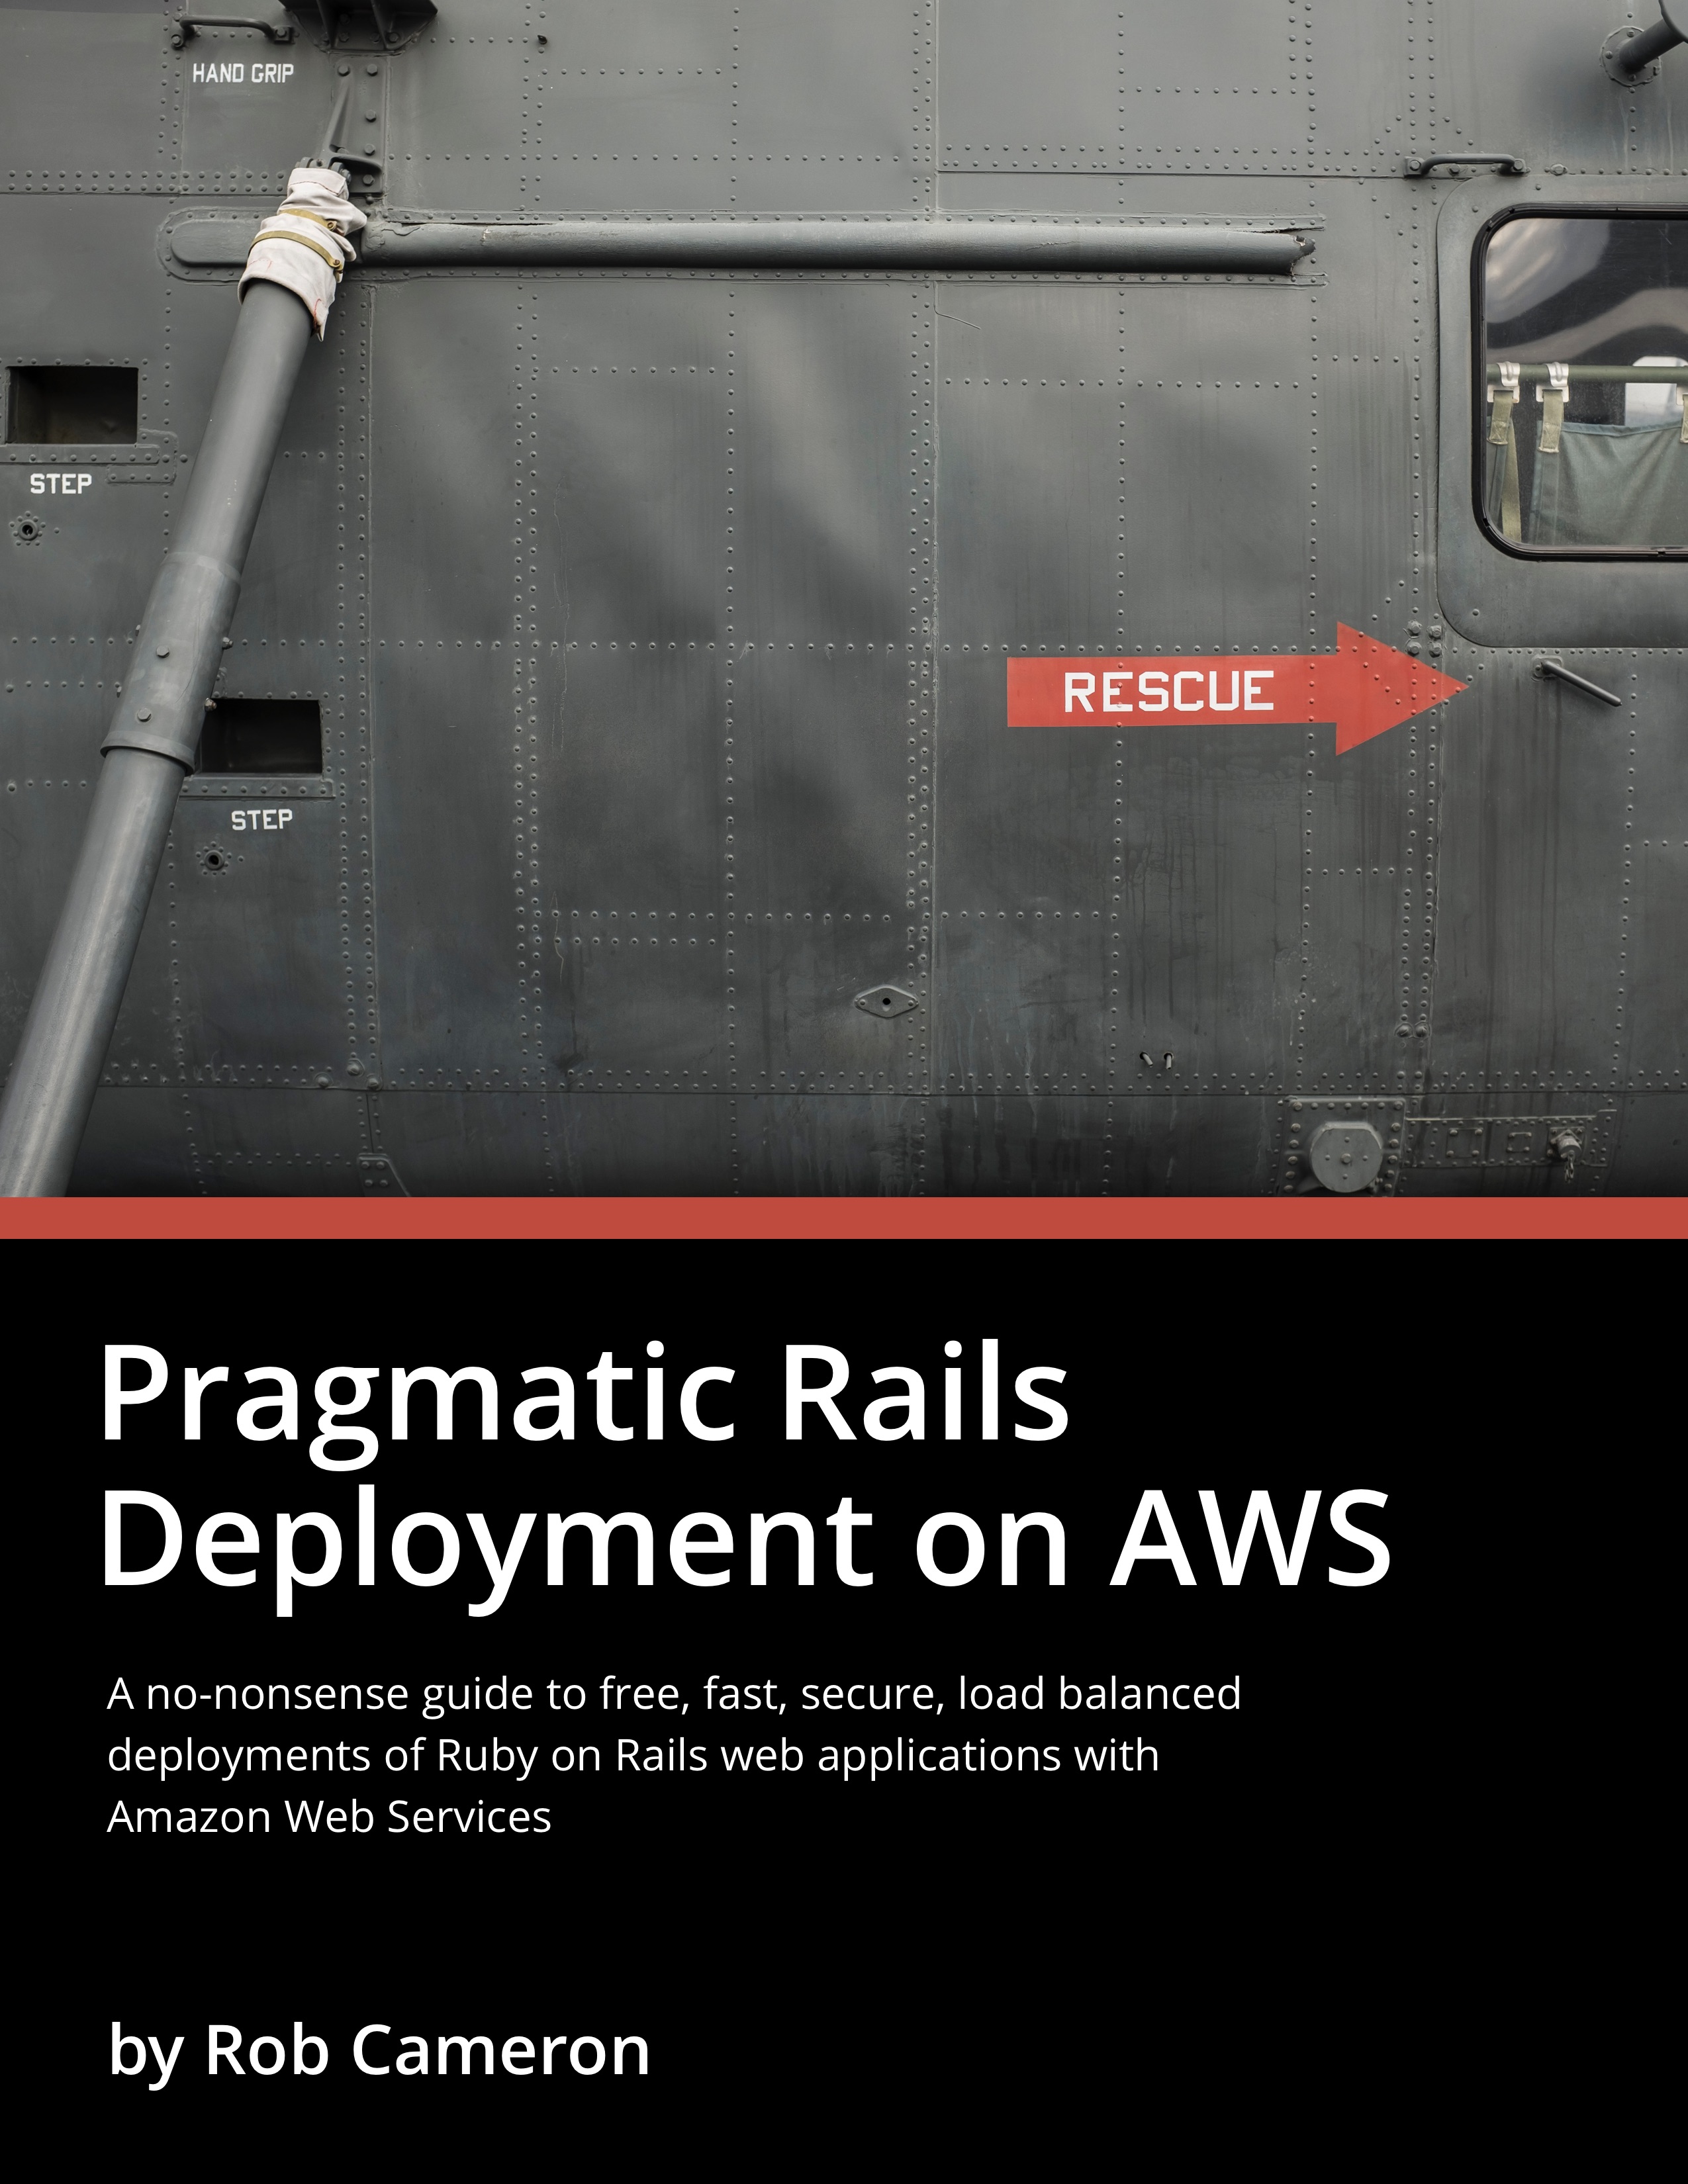 HAND GRIP
STEP
RESCUE
STEP
Pragmatic Rails
Deployment on AWS
A no-nonsense guide to free, fast, secure, load balanced
deployments of Ruby on Rails web applications with
Amazon Web Services
by Rob Cameron